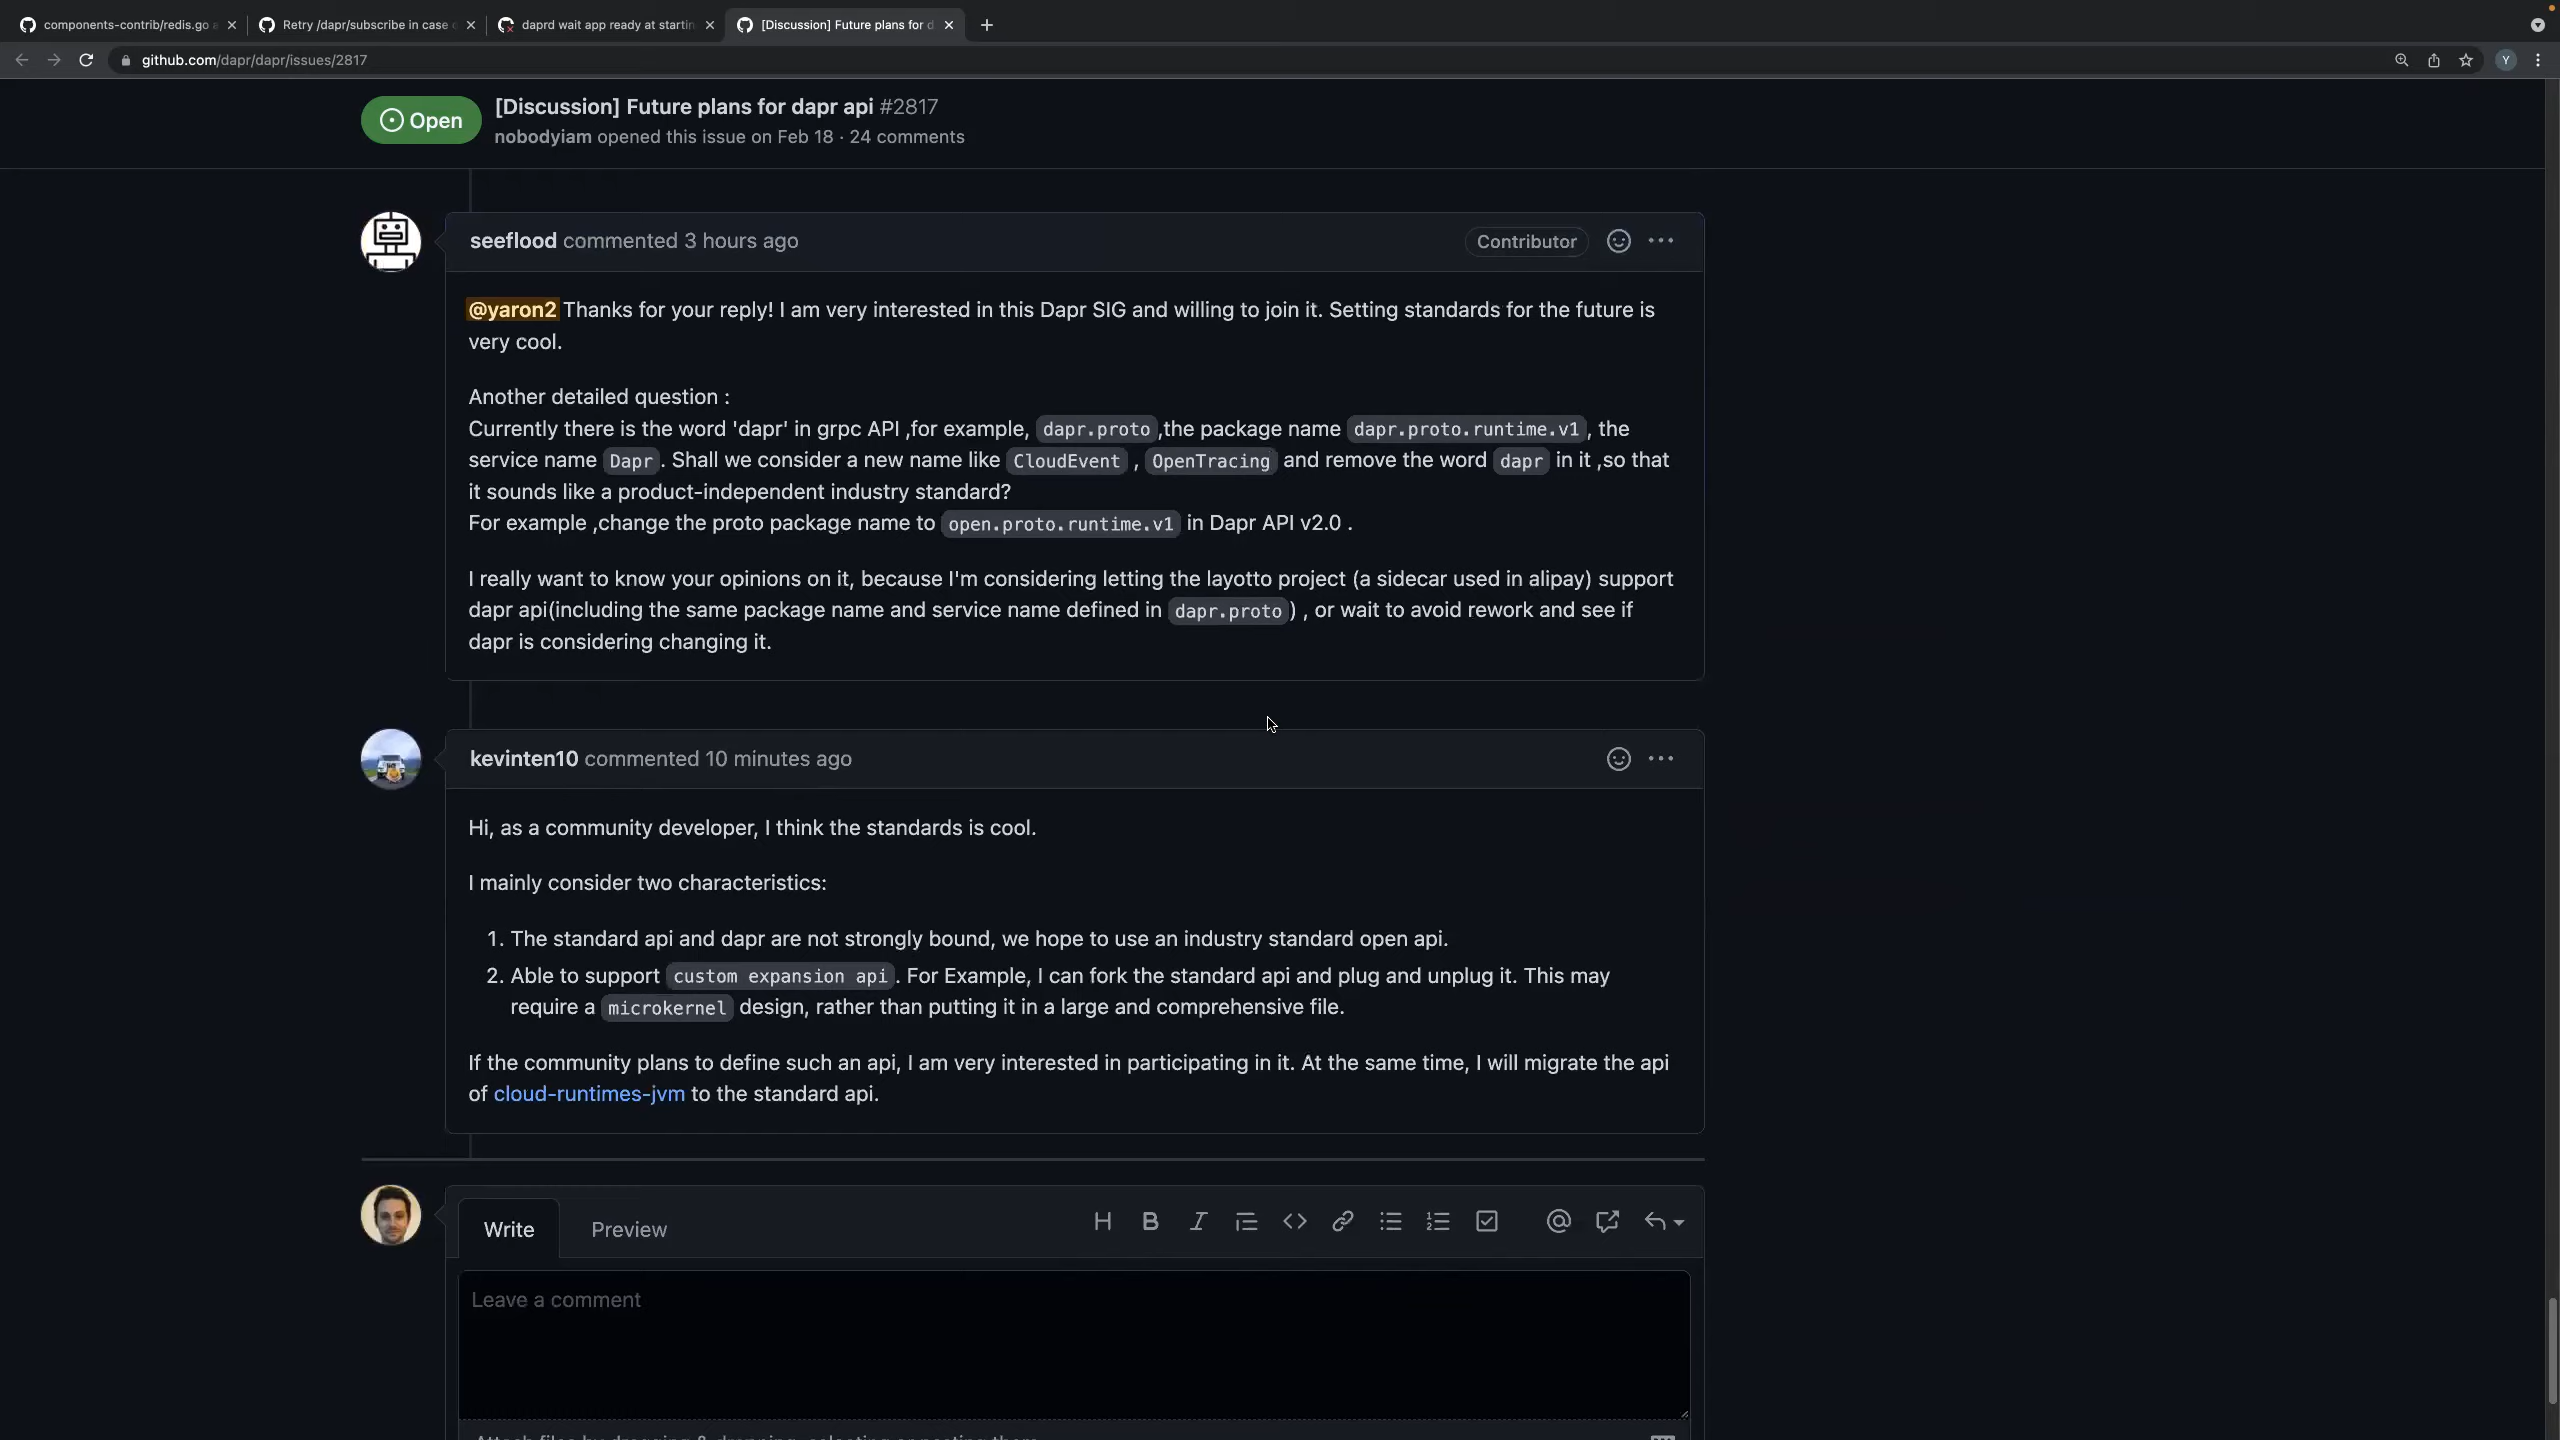 components-contrib/redis.go
Retry /dapr/subscribe in case
daprd wait app ready at startin
[Discussion] Future plans for d
github.com/dapr/dapr/issues/2817
Y
Open
[Discussion] Future plans for dapr api #2817
nobodyiam opened this issue on Feb 18 · 24 comments
seeflood commented 3 hours ago
Contributor
@yaron2 Thanks for your reply! I am very interested in this Dapr SIG and willing to join it. Setting standards for the future is
very cool.
Another detailed question :
Currently there is the word 'dapr' in grpc API ,for example, dapr.proto ,the package name dapr.proto.runtime.v1 , the
service name Dapr . Shall we consider a new name like CloudEvent , OpenTracing and remove the word dapr in it ,so that
it sounds like a product-independent industry standard?
For example ,change the proto package name to open.proto.runtime.v1 in Dapr API v2.0 .
I really want to know your opinions on it, because I'm considering letting the layotto project (a sidecar used in alipay) support
dapr api(including the same package name and service name defined in dapr.proto ) , or wait to avoid rework and see if
dapr is considering changing it.
kevinten10 commented 10 minutes ago
Hi, as a community developer, I think the standards is cool.
I mainly consider two characteristics:
1. The standard api and dapr are not strongly bound, we hope to use an industry standard open api.
2. Able to support custom expansion api . For Example, I can fork the standard api and plug and unplug it. This may
require a microkernel design, rather than putting it in a large and comprehensive file.
If the community plans to define such an api, I am very interested in participating in it. At the same time, I will migrate the api
of cloud-runtimes-jvm to the standard api.
Write
Preview
Leave a comment